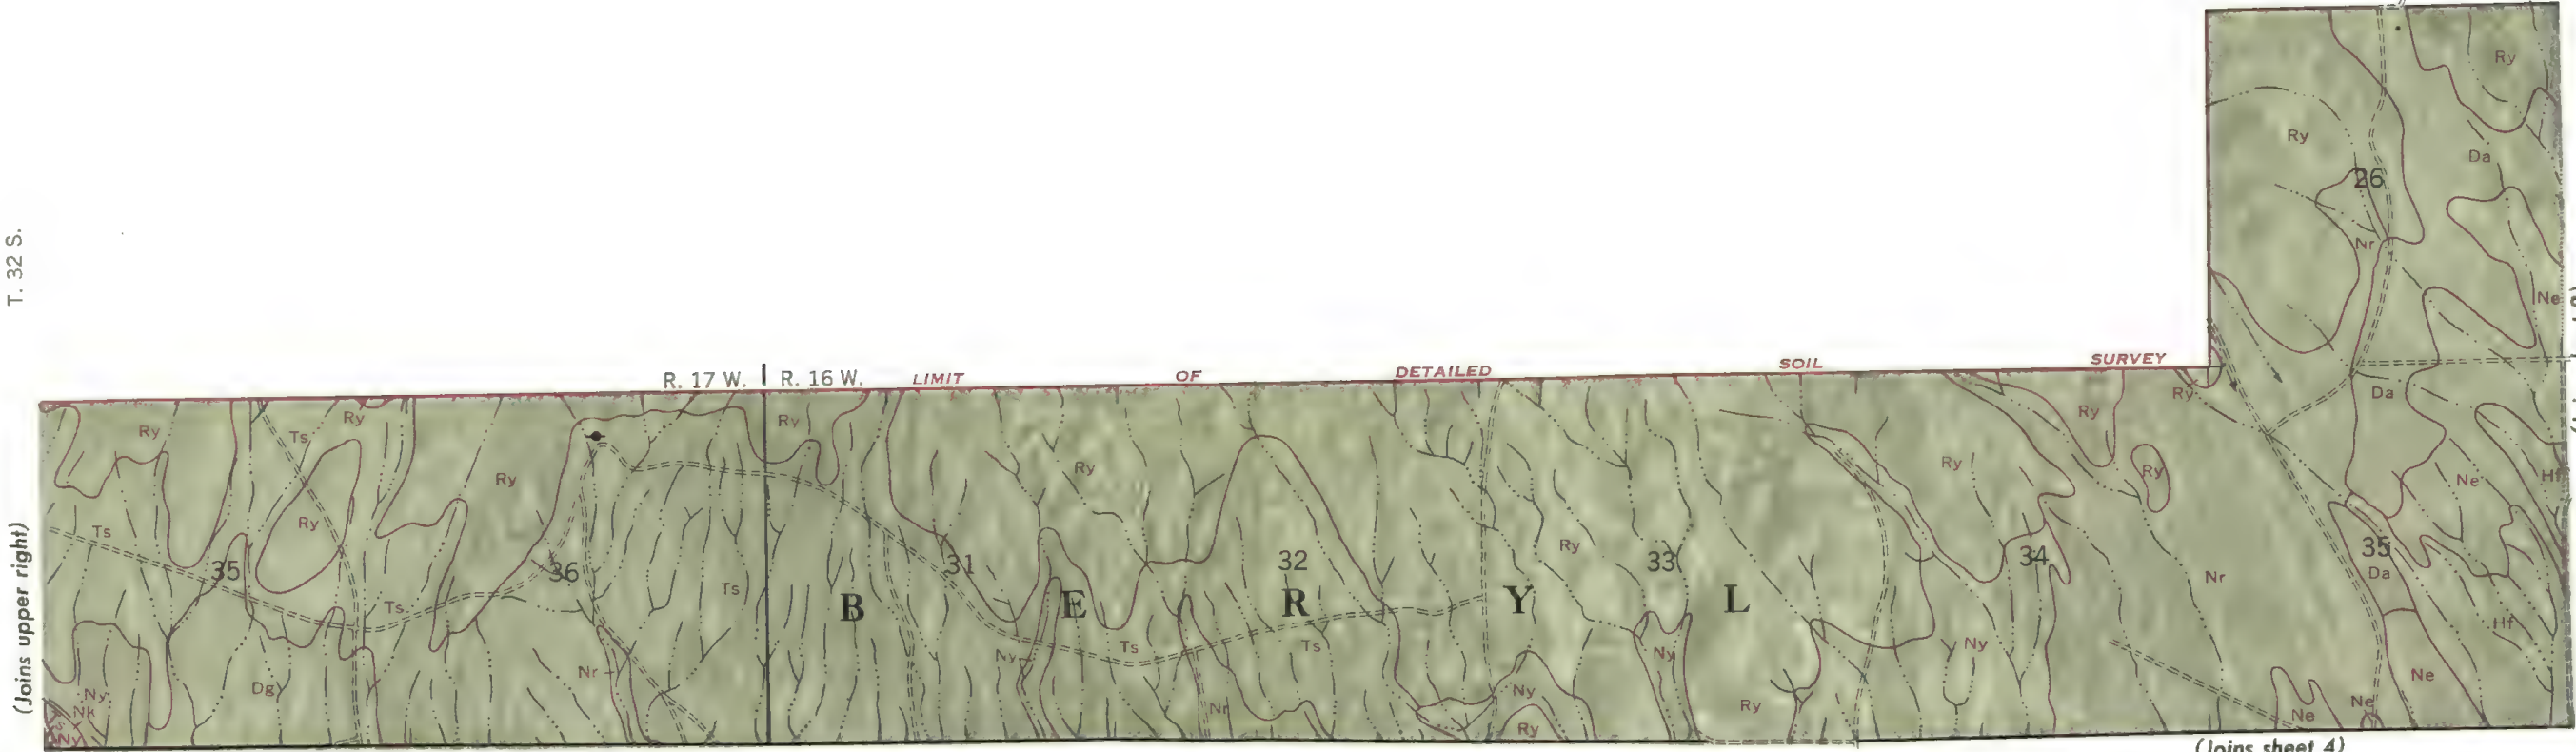 T. 32 S.
(Joins upper right)
R. 17 W. R. 16 W.
LIMIT OF DETAILED SOIL SURVEY
Ry
Ry
26
Da
Nr
Ne
Ry
Ts
Ry
Ry
Ry
Ry
Ry
Ry
Da
Ry
Ry
Ry
Ne
Hf
Ts
Ry
Ry
35
36
31
32
33
34
35
Ts
Ts
Da
Nr
B E R Y L
Hf
Ny
Ts
Ts
Ny
Ny
Ny
Dg
Nr
Ny
Ne
Nk
Nr
Ry
Ry
Ne
Ne
Ts
Ny
(Joins sheet 4)